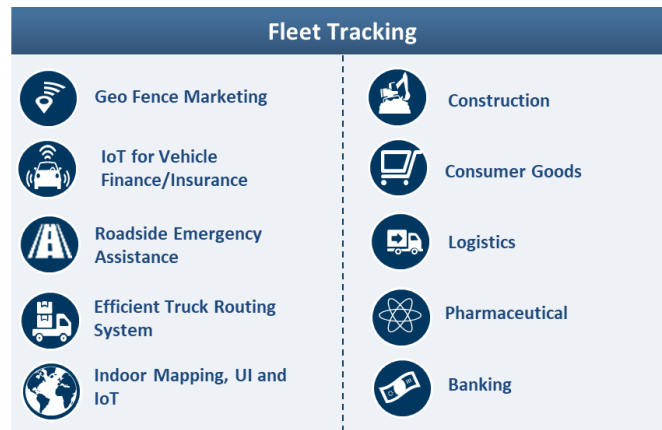 Fleet Tracking
Geo Fence Marketing
IoT for Vehicle
Finance/Insurance
Roadside Emergency
Assistance
Efficient Truck Routing
System
Indoor Mapping, UI and
IoT
Construction
Consumer Goods
Logistics
Pharmaceutical
Banking